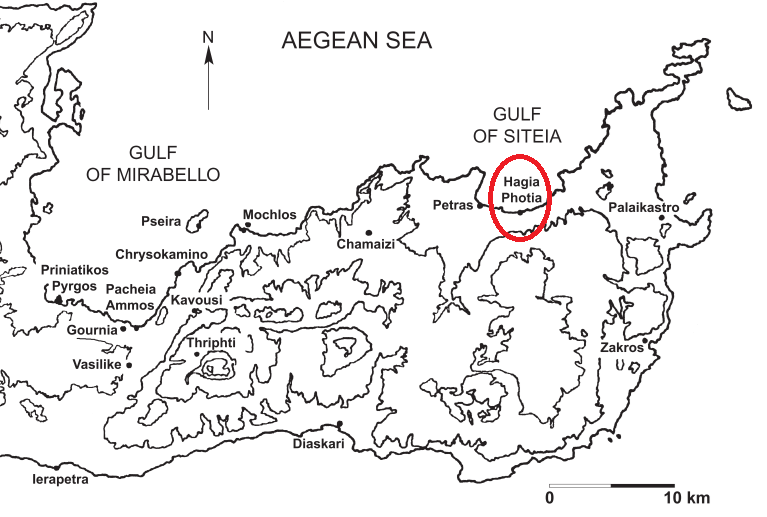 AEGEAN SEA
N
GULF
OF SITEIA
GULF
OF MIRABELLO
Hagia
Photia
Petras
Palaikastro
Pseira
Mochlos
Chamaizi
Chrysokamino
Priniatikos
Pyrgos
Pacheia
Ammos
Kavousi
Gournia
Thriphti
Vasilike
Zakros
Diaskari
Ierapetra
0
10 km